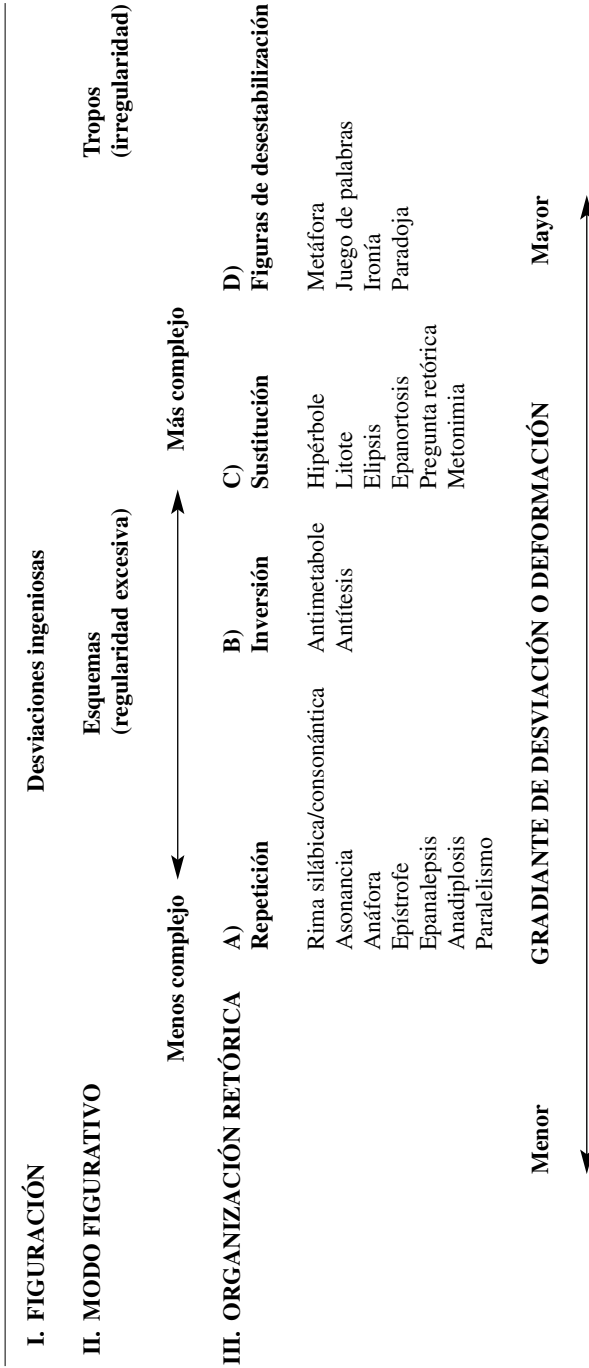 I. FIGURACIÓN
Desviaciones ingeniosas
II. MODO FIGURATIVO
Esquemas
(regularidad excesiva)
Tropos
(irregularidad)
Menos complejo
Más complejo
III. ORGANIZACIÓN RETÓRICA
A)
Repetición
B)
Inversión
C)
Sustitución
D)
Figuras de desestabilización
Rima silábica/consonántica
Asonancia
Anáfora
Epístrofe
Epanalepsis
Anadiplosis
Paralelismo
Antimetabole
Antítesis
Hipérbole
Litote
Elipsis
Epanortosis
Pregunta retórica
Metonimia
Metáfora
Juego de palabras
Ironía
Paradoja
Menor
GRADIANTE DE DESVIACIÓN O DEFORMACIÓN
Mayor